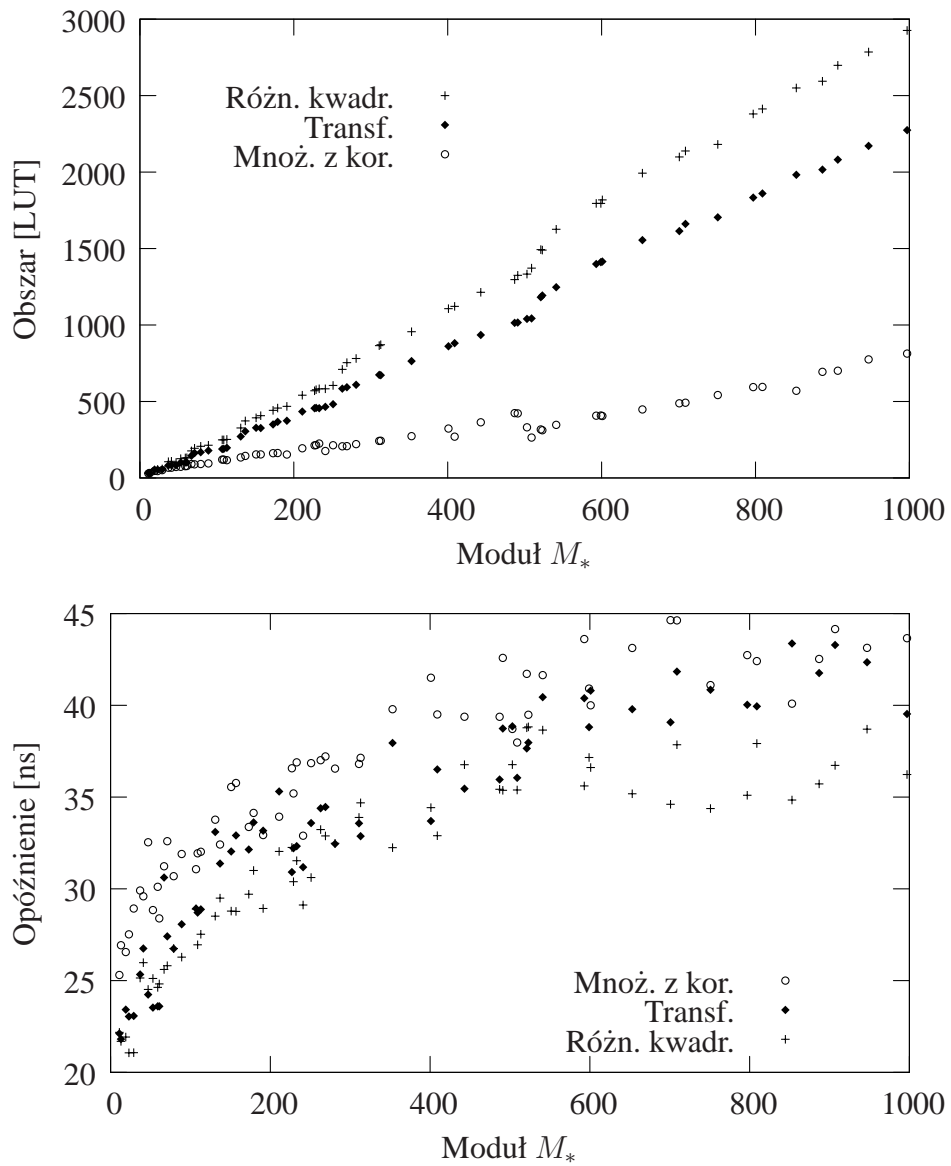 3000
2500
2000
1500
1000
500
0
Obszar [LUT]
Różn. kwadr.
Transf.
Mnoż. z kor.
0 200 400 600 800 1000
Moduł M*
45
40
35
30
25
20
Opóźnienie [ns]
Mnoż. z kor.
Transf.
Różn. kwadr.
0 200 400 600 800 1000
Moduł M*